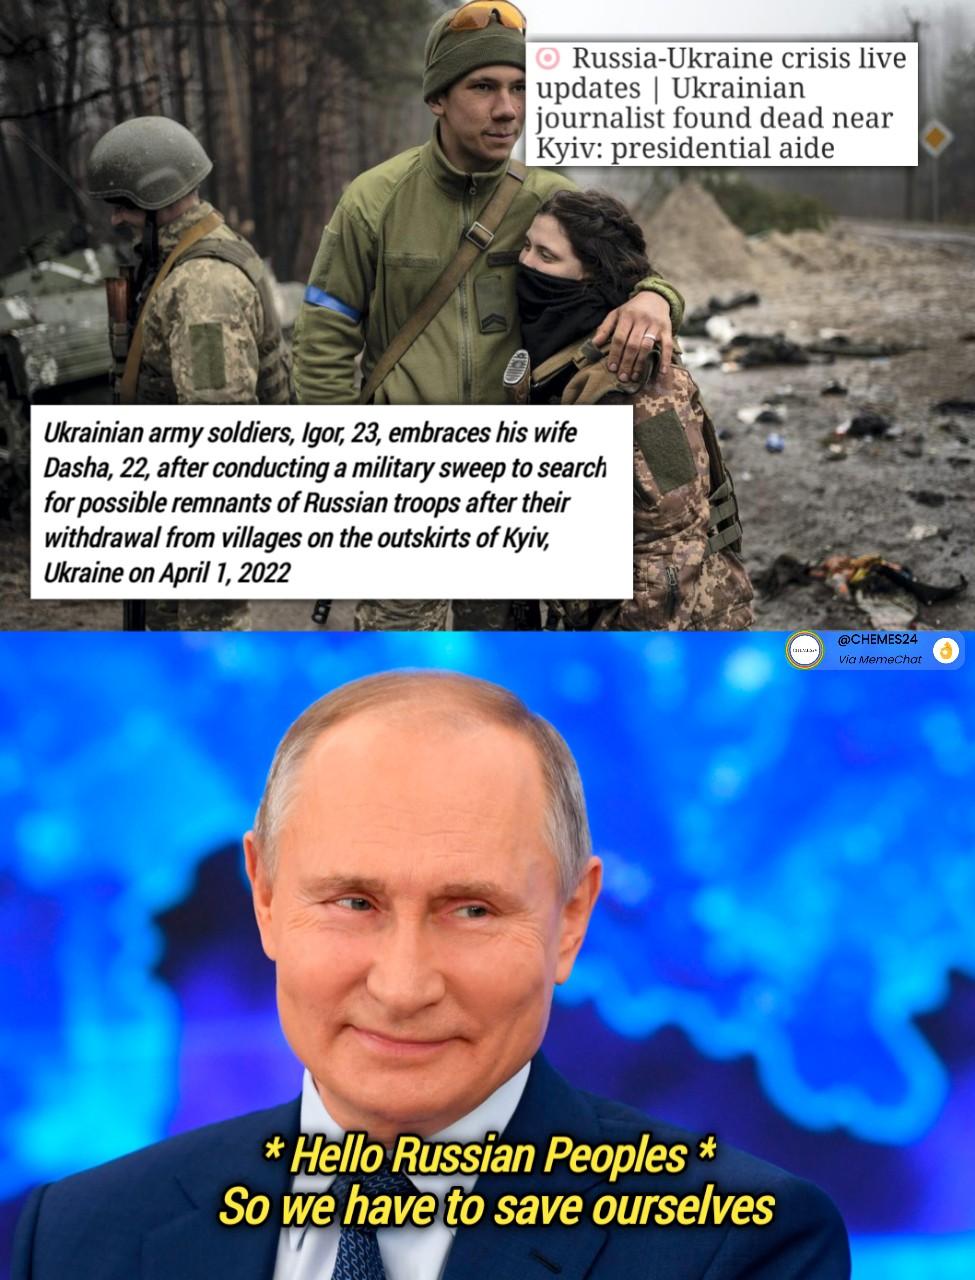 Russia-Ukraine crisis live
updates | Ukrainian
journalist found dead near
Kyiv: presidential aide
Ukrainian army soldiers, Igor, 23, embraces his wife
Dasha, 22, after conducting a military sweep to search
for possible remnants of Russian troops after their
withdrawal from villages on the outskirts of Kyiv,
Ukraine on April 1, 2022
@CHEMES24
Via MemeChat
* Hello Russian Peoples *
So we have to save ourselves